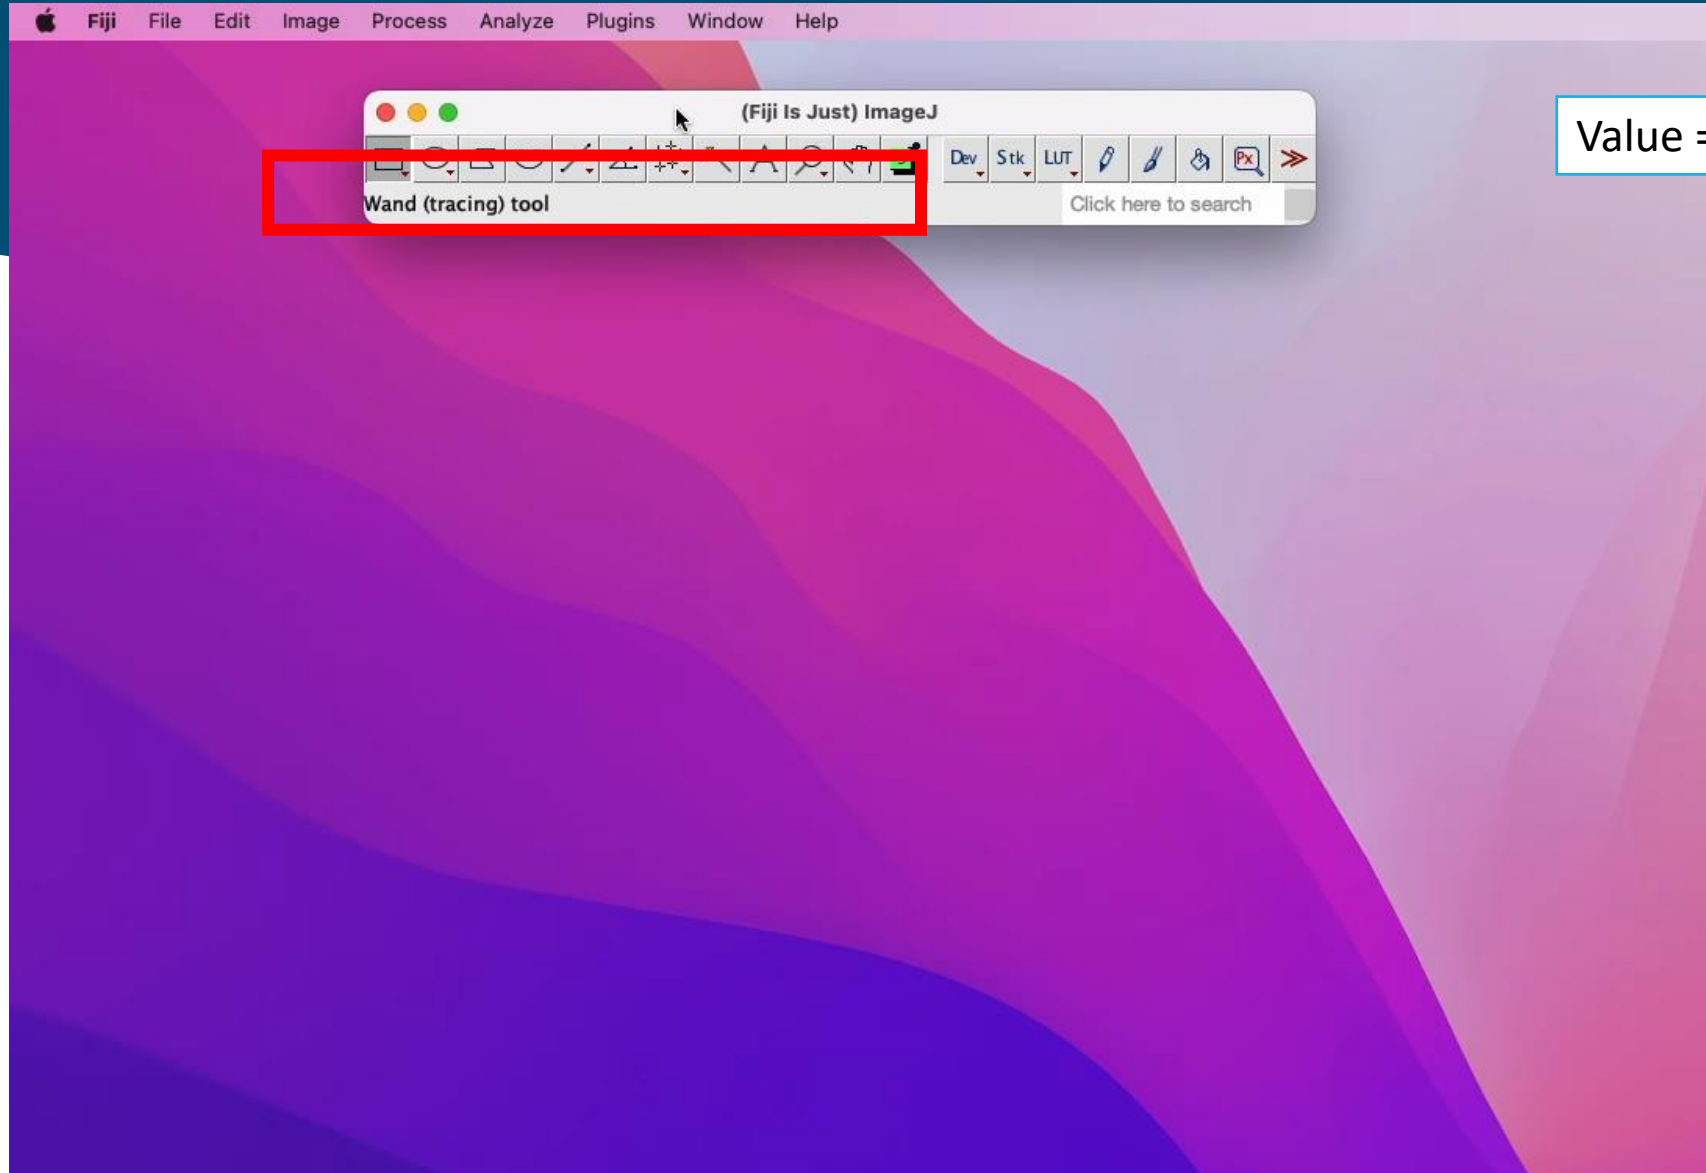 Fiji File Edit Image Process Analyze Plugins Window Help
(Fiji Is Just) ImageJ
Value =
A Dev Stk LUT Px
Wand (tracing) tool Click here to search